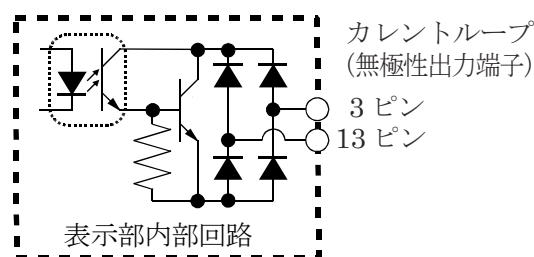 カレントループ
(無極性出力端子)
3 ピン
13 ピン
表示部内部回路